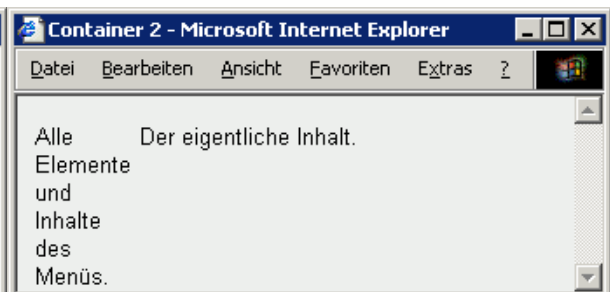 Container 2 - Microsoft Internet Explorer
Datei Bearbeiten Ansicht Favoriten Extras ?
Alle Der eigentliche Inhalt.
Elemente
und
Inhalte
des
Menüs.